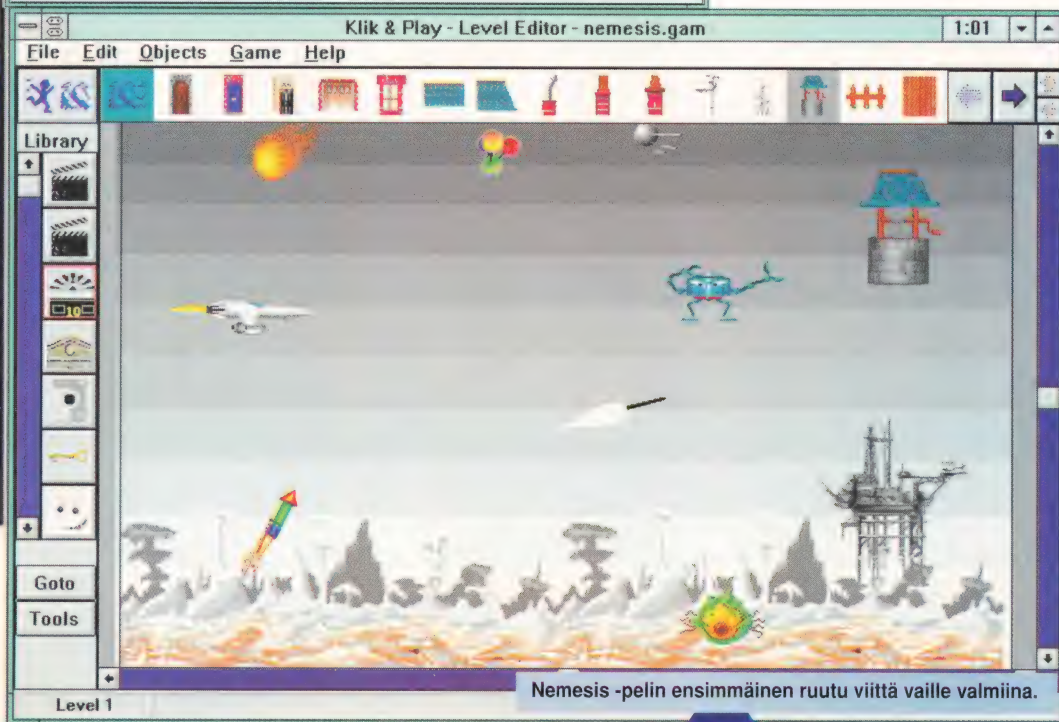 Klik & Play - Level Editor - nemesis.gam 1:01
File Edit Objects Game Help
Library
10
Goto
Tools
Level 1
Nemesis -pelin ensimmäinen ruutu viittä vaille valmiina.